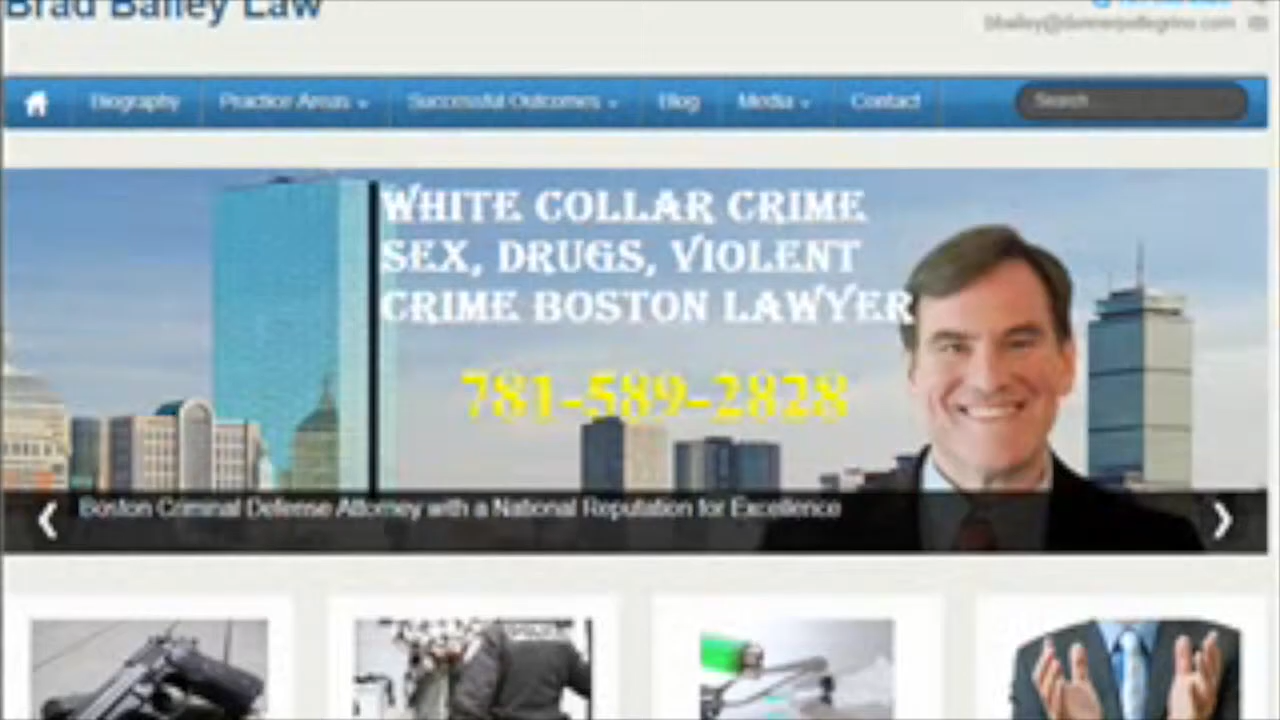 Brad Bailey Law
Biography Practice Areas Successful Outcomes Blog Media Contact Search
WHITE COLLAR CRIME
SEX, DRUGS, VIOLENT
CRIME BOSTON LAWYER
781-589-2828
Boston Criminal Defense Attorney with a National Reputation for Excellence